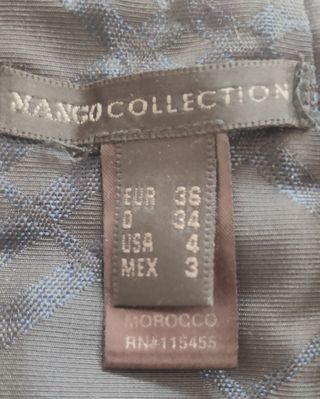 MANGO COLLECTION
EUR 36
D 34
USA 4
MEX 3
MOROCCO
RN#115455